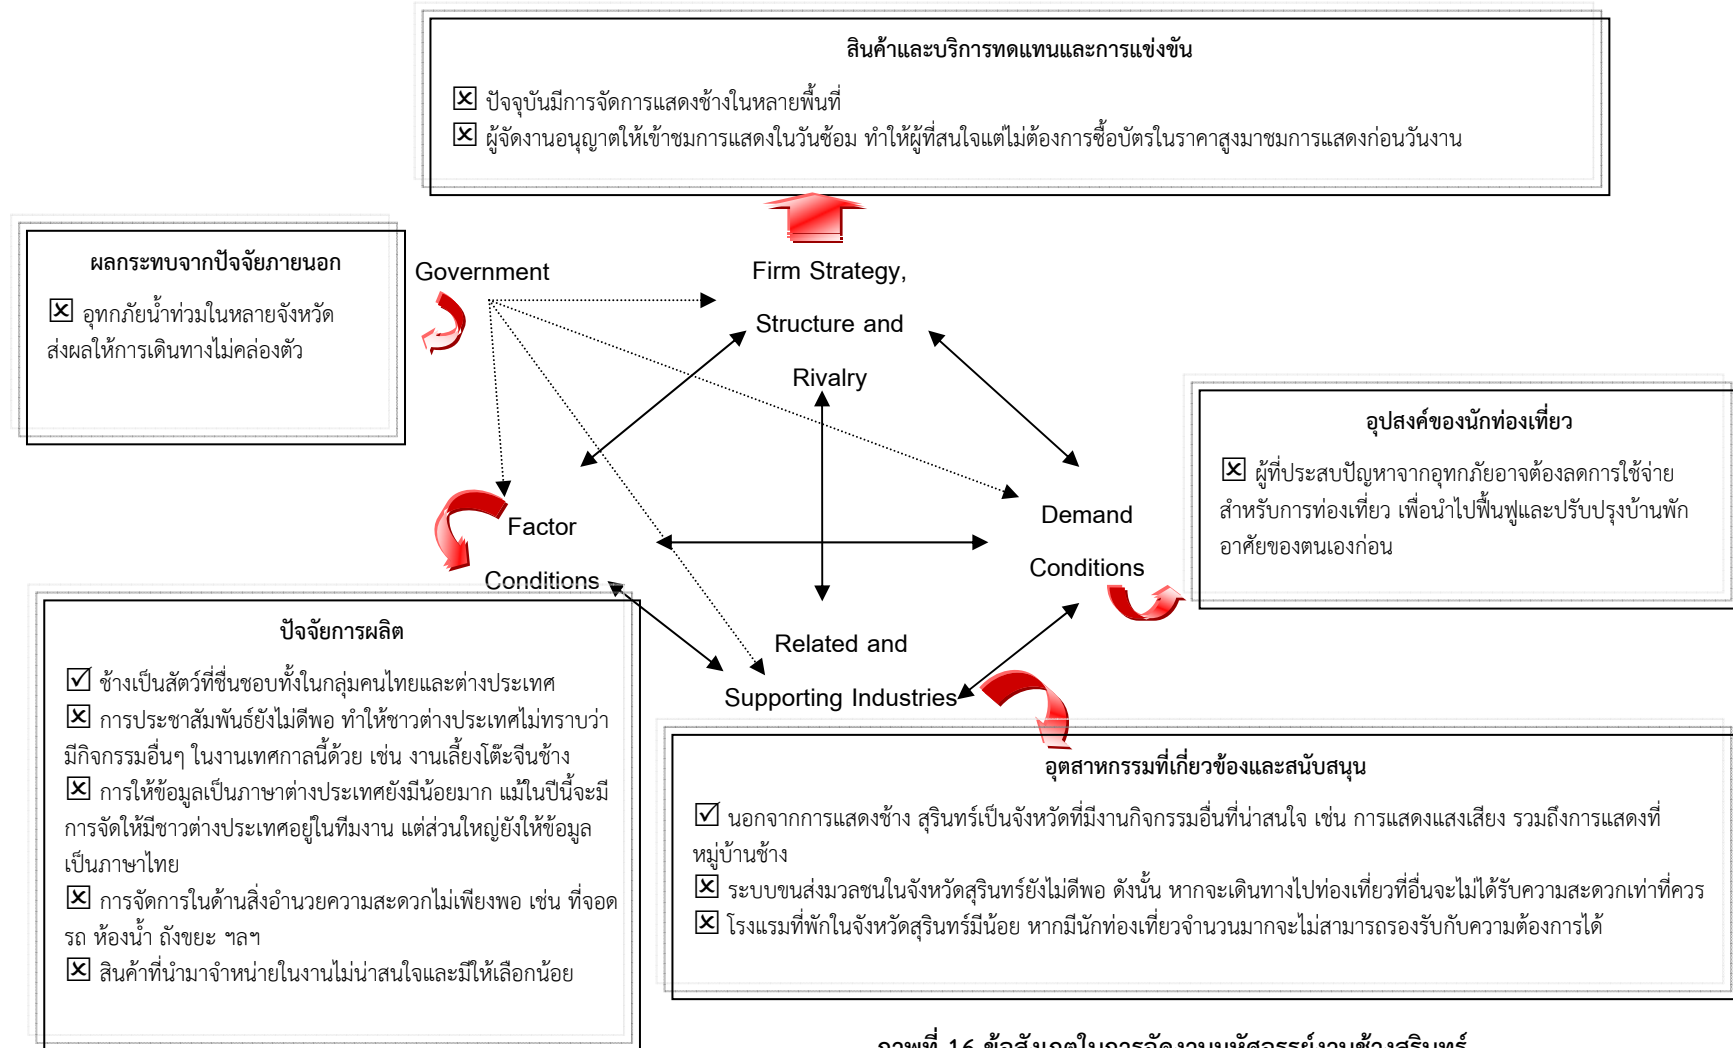 สินค้าและบริการทดแทนและการแข่งขัน
☒ ปัจจุบันมีการจัดการแสดงช้างในหลายพื้นที่
☒ ผู้จัดงานอนุญาตให้เข้าชมการแสดงในวันซ้อม ทำให้ผู้ที่สนใจแต่ไม่ต้องการซื้อบัตรในราคาสูงมาชมการแสดงก่อนวันงาน
ผลกระทบจากปัจจัยภายนอก
☒ อุทกภัยน้ำท่วมในหลายจังหวัด
ส่งผลให้การเดินทางไม่คล่องตัว
Government
Firm Strategy,
Structure and
Rivalry
อุปสงค์ของนักท่องเที่ยว
☒ ผู้ที่ประสบปัญหาจากอุทกภัยอาจต้องลดการใช้จ่าย
สำหรับการท่องเที่ยว เพื่อนำไปฟื้นฟูและปรับปรุงบ้านพัก
อาศัยของตนเองก่อน
Factor
Conditions
Demand
Conditions
Related and
Supporting Industries
ปัจจัยการผลิต
☑ ช้างเป็นสัตว์ที่ชื่นชอบทั้งในกลุ่มคนไทยและต่างประเทศ
☒ การประชาสัมพันธ์ยังไม่ดีพอ ทำให้ชาวต่างประเทศไม่ทราบว่า
มีกิจกรรมอื่นๆ ในงานเทศกาลนี้ด้วย เช่น งานเลี้ยงโต๊ะจีนช้าง
☒ การให้ข้อมูลเป็นภาษาต่างประเทศยังมีน้อยมาก แม้ในปีนี้จะมี
การจัดให้มีชาวต่างประเทศอยู่ในทีมงาน แต่ส่วนใหญ่ยังให้ข้อมูล
เป็นภาษาไทย
☒ การจัดการในด้านสิ่งอำนวยความสะดวกไม่เพียงพอ เช่น ที่จอด
รถ ห้องน้ำ ถังขยะ ฯลฯ
☒ สินค้าที่นำมาจำหน่ายในงานไม่น่าสนใจและมีให้เลือกน้อย
อุตสาหกรรมที่เกี่ยวข้องและสนับสนุน
☑ นอกจากการแสดงช้าง สุรินทร์เป็นจังหวัดที่มีงานกิจกรรมอื่นที่น่าสนใจ เช่น การแสดงแสงเสียง รวมถึงการแสดงที่
หมู่บ้านช้าง
☒ ระบบขนส่งมวลชนในจังหวัดสุรินทร์ยังไม่ดีพอ ดังนั้น หากจะเดินทางไปท่องเที่ยวที่อื่นจะไม่ได้รับความสะดวกเท่าที่ควร
☒ โรงแรมที่พักในจังหวัดสุรินทร์มีน้อย หากมีนักท่องเที่ยวจำนวนมากจะไม่สามารถรองรับกับความต้องการได้
ภาพที่ 16 ข้อสังเกตในการจัดงานมหัศจรรย์งานช้างสุรินทร์